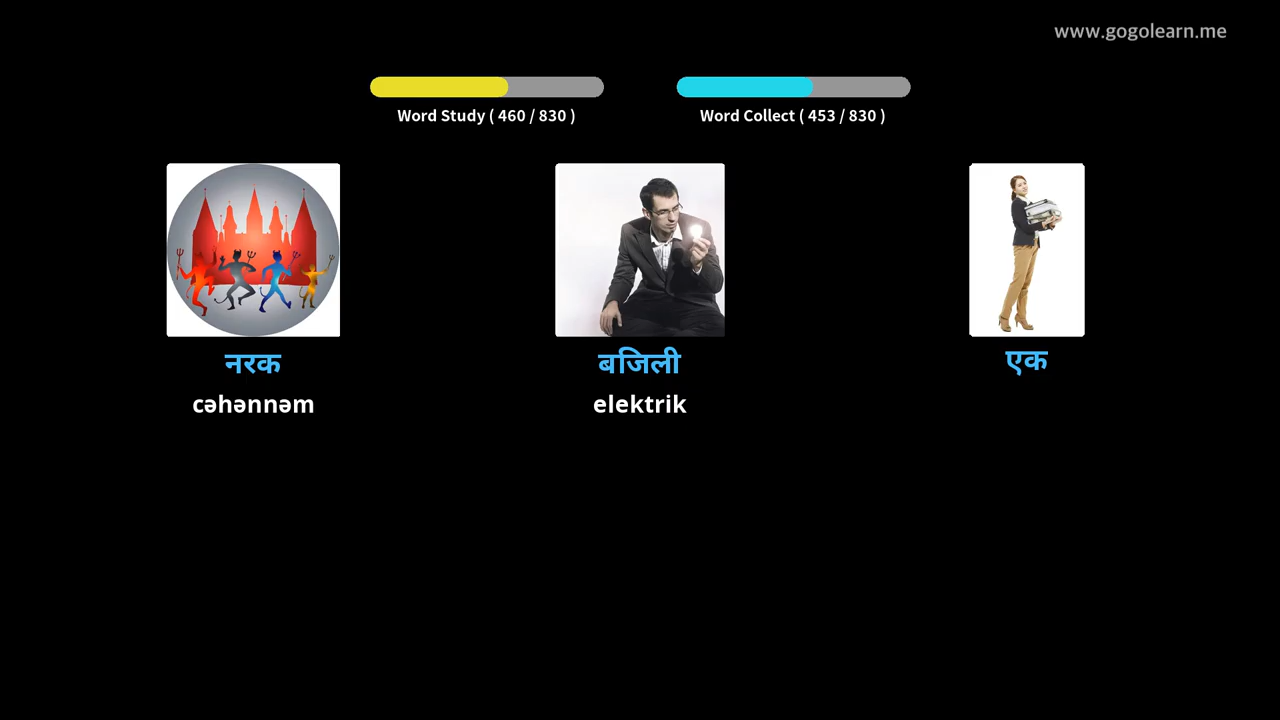 www.gogolearn.me
Word Study ( 460 / 830 )
Word Collect ( 453 / 830 )
नरक
बजिली
एक
cəhənnəm
elektrik